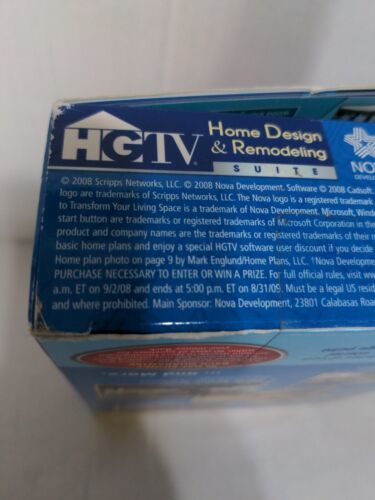 HGTV Home Design
& Remodeling
SUITE
NOV
DEVELO
© 2008 Scripps Networks, LLC. © 2008 Nova Development. Software © 2008 Cadsoft.
logo are trademarks of Scripps Networks, LLC. The Nova logo is a registered trademark
to Transform Your Living Space is a trademark of Nova Development. Microsoft, Window
start button are trademarks or registered trademarks of Microsoft Corporation in the
product and company names are the trademarks or registered trademarks of their r
basic home plans and enjoy a special HGTV software user discount if you decide
Home plan photo on page 9 by Mark Englund/Home Plans, LLC. †Nova Development
PURCHASE NECESSARY TO ENTER OR WIN A PRIZE. For full official rules, visit ww
a.m. ET on 9/2/08 and ends at 5:00 p.m. ET on 8/31/09. Must be a legal US resid
and where prohibited. Main Sponsor: Nova Development, 23801 Calabasas Road